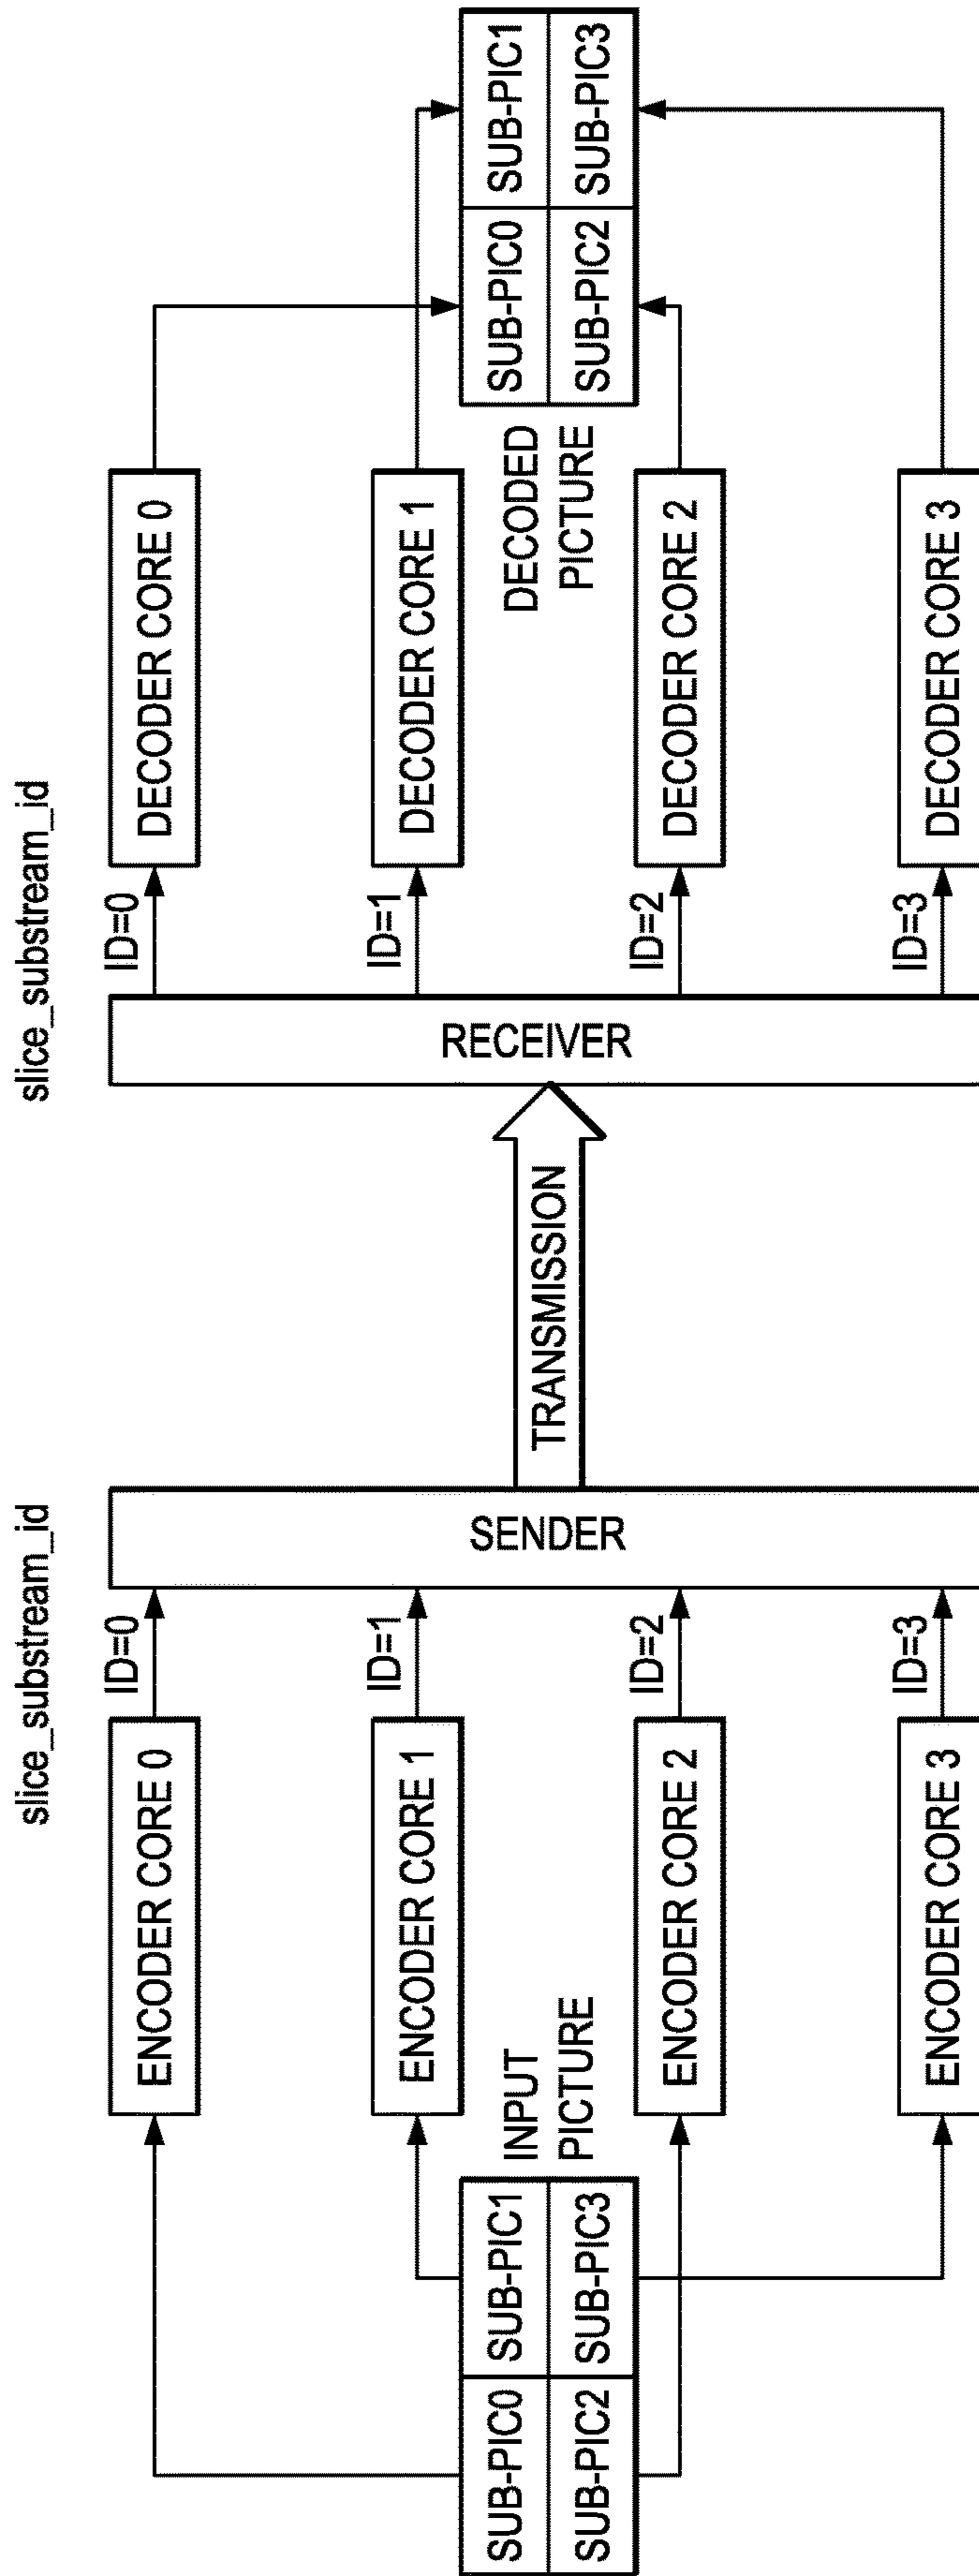 slice_substream_id
slice_substream_id
ENCODER CORE 0
ID=0
ID=0
DECODER CORE 0
ENCODER CORE 1
ID=1
ID=1
DECODER CORE 1
SUB-PIC0
SUB-PIC1
SUB-PIC2
SUB-PIC3
INPUT
PICTURE
SENDER
TRANSMISSION
RECEIVER
DECODED
PICTURE
SUB-PIC0
SUB-PIC1
SUB-PIC2
SUB-PIC3
ENCODER CORE 2
ID=2
ID=2
DECODER CORE 2
ENCODER CORE 3
ID=3
ID=3
DECODER CORE 3